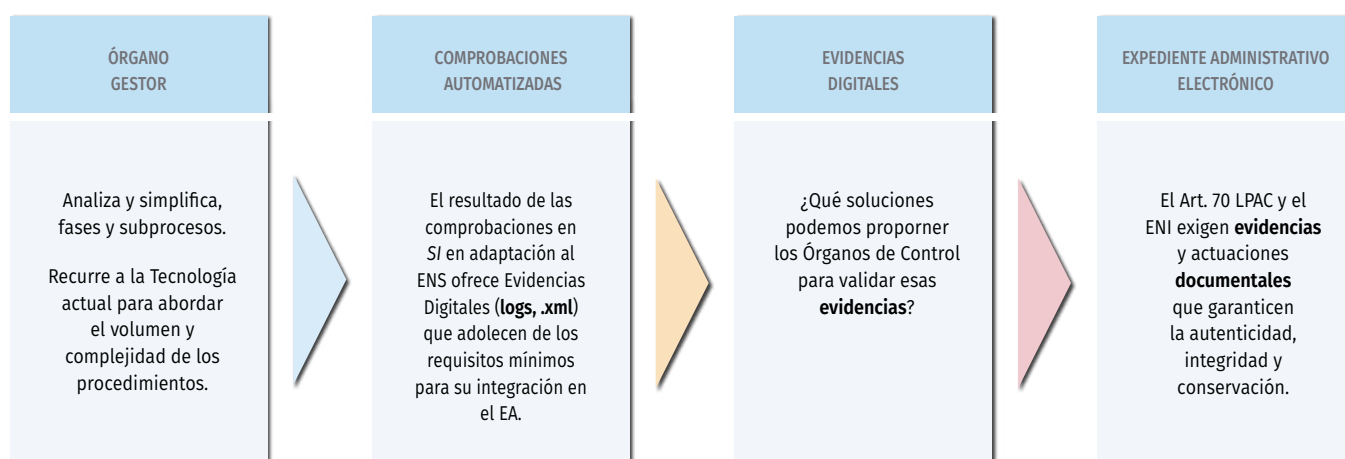 ÓRGANO
GESTOR
Analiza y simplifica,
fases y subprocesos.
Recurre a la Tecnología
actual para abordar
el volumen y
complejidad de los
procedimientos.
COMPROBACIONES
AUTOMATIZADAS
El resultado de las
comprobaciones en
SI en adaptación al
ENS ofrece Evidencias
Digitales (logs, .xml)
que adolecen de los
requisitos mínimos
para su integración en
el EA.
EVIDENCIAS
DIGITALES
¿Qué soluciones
podemos proporner
los Órganos de Control
para validar esas
evidencias?
EXPEDIENTE ADMINISTRATIVO
ELECTRÓNICO
El Art. 70 LPAC y el
ENI exigen evidencias
y actuaciones
documentales
que garanticen
la autenticidad,
integridad y
conservación.